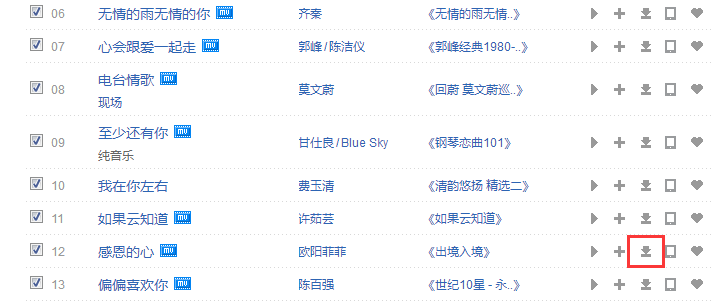 06 无情的雨无情的你 MV 齐秦 《无情的雨无情..》
07 心会跟爱一起走 MV 郭峰/陈洁仪 《郭峰经典1980-..》
08 电台情歌 MV 莫文蔚 《回蔚 莫文蔚巡..》
现场
09 至少还有你 MV 甘仕良/Blue Sky 《钢琴恋曲101》
纯音乐
10 我在你左右 费玉清 《清韵悠扬 精选二》
11 如果云知道 MV 许茹芸 《如果云知道》
12 感恩的心 MV 欧阳菲菲 《出境入境》
13 偏偏喜欢你 MV 陈百强 《世纪10星 - 永..》